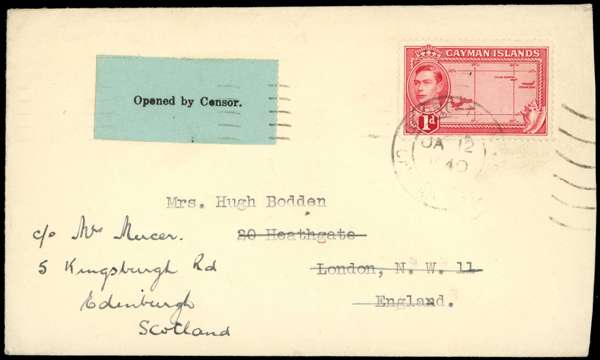 CAYMAN ISLANDS
1d
Opened by Censor.
JA 12
40
Mrs. Hugh Bodden
20 Heathgate
London, N. W. 11
England.
c/o Mrs Mercer.
5 Kingsburgh Rd
Edinburgh
Scotland